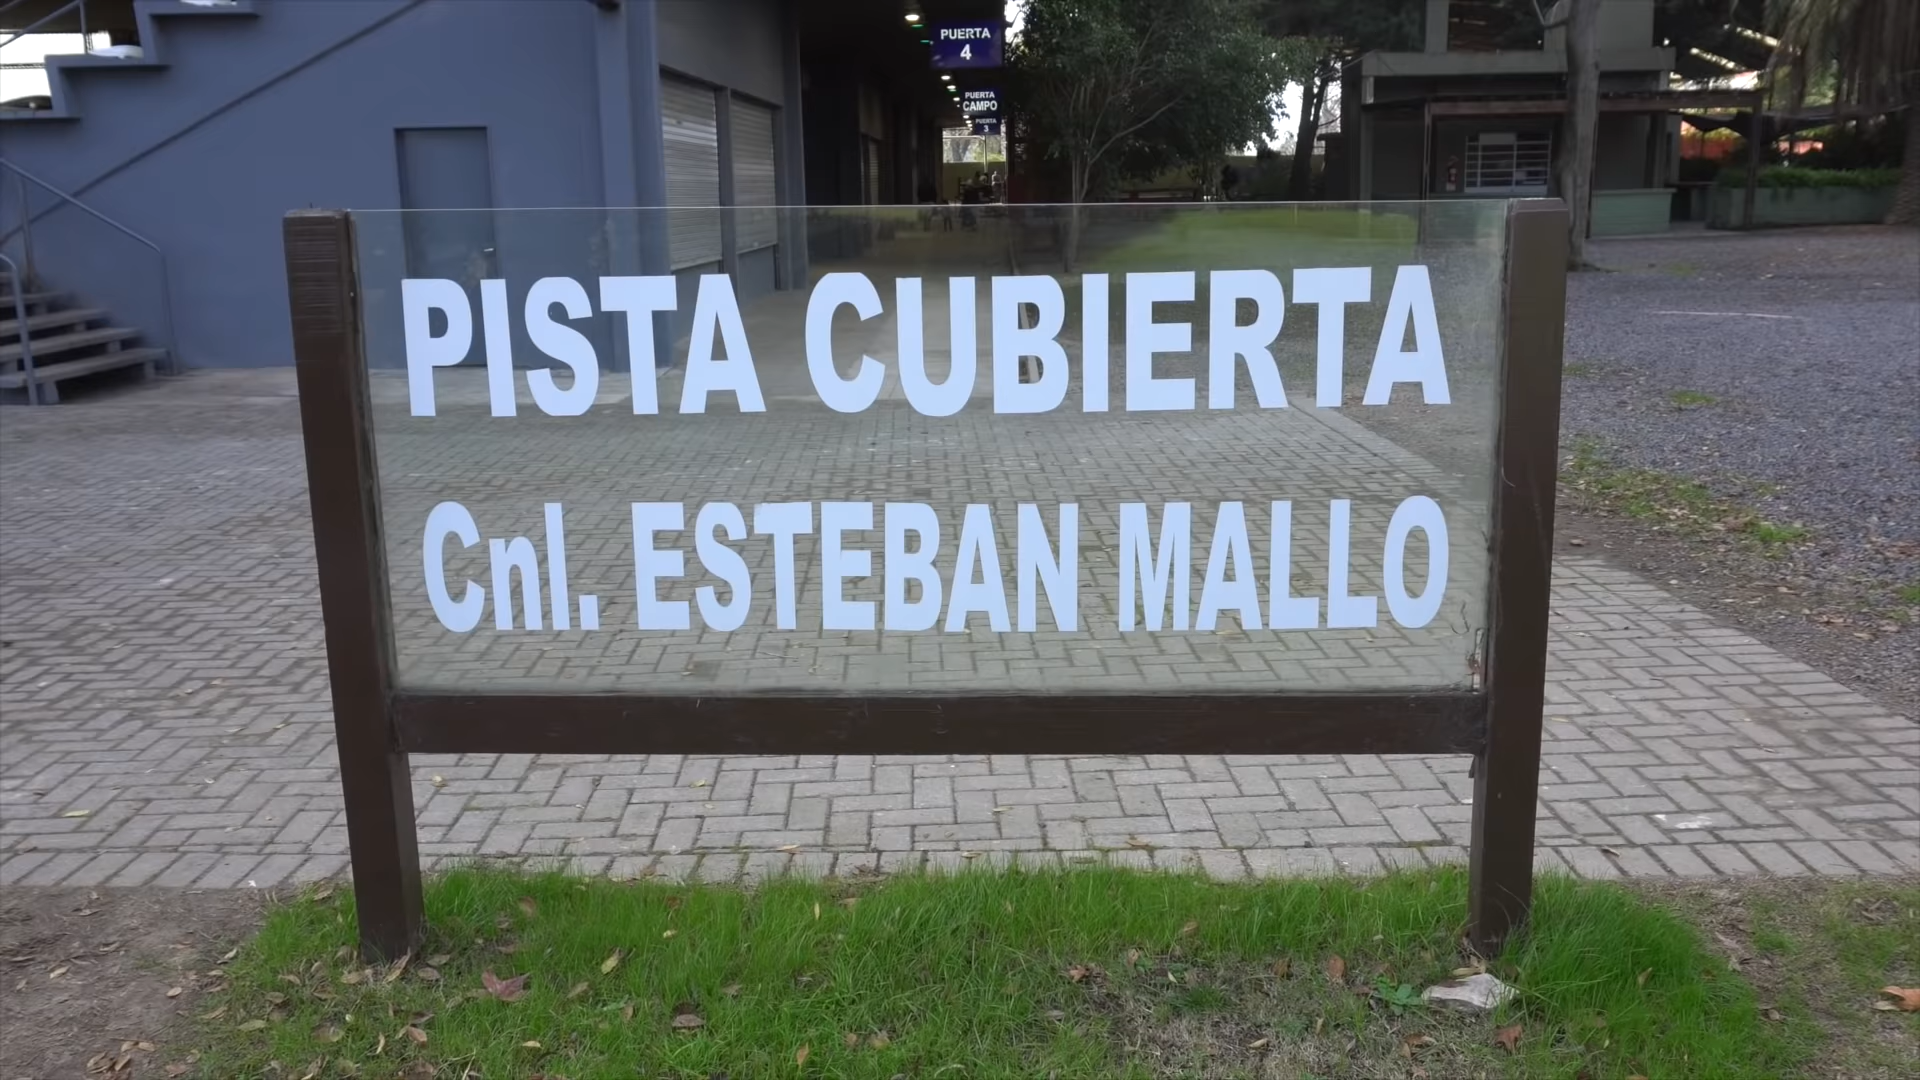 PUERTA
4
PUERTA
CAMPO
PUERTA
3
PISTA CUBIERTA
Cnl. ESTEBAN MALLO